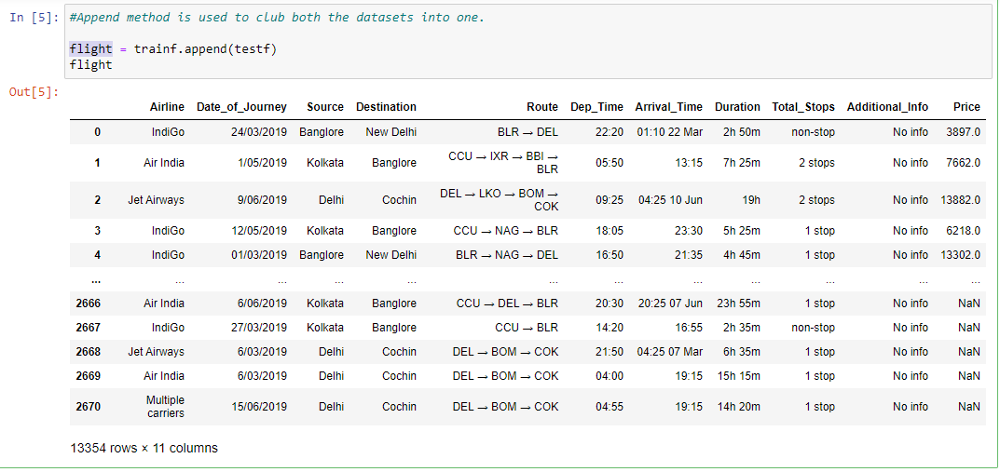 In [5]: #Append method is used to club both the datasets into one.
flight = trainf.append(testf)
flight
Out[5]:
Airline Date_of_Journey Source Destination Route Dep_Time Arrival_Time Duration Total_Stops Additional_Info Price
0 IndiGo 24/03/2019 Banglore New Delhi BLR → DEL 22:20 01:10 22 Mar 2h 50m non-stop No info 3897.0
1 Air India 1/05/2019 Kolkata Banglore CCU → IXR → BBI → 05:50 13:15 7h 25m 2 stops No info 7662.0
BLR
2 Jet Airways 9/06/2019 Delhi Cochin DEL → LKO → BOM → 09:25 04:25 10 Jun 19h 2 stops No info 13882.0
COK
3 IndiGo 12/05/2019 Kolkata Banglore CCU → NAG → BLR 18:05 23:30 5h 25m 1 stop No info 6218.0
4 IndiGo 01/03/2019 Banglore New Delhi BLR → NAG → DEL 16:50 21:35 4h 45m 1 stop No info 13302.0
... ... ... ... ... ... ... ... ... ... ... ...
2666 Air India 6/06/2019 Kolkata Banglore CCU → DEL → BLR 20:30 20:25 07 Jun 23h 55m 1 stop No info NaN
2667 IndiGo 27/03/2019 Kolkata Banglore CCU → BLR 14:20 16:55 2h 35m non-stop No info NaN
2668 Jet Airways 6/03/2019 Delhi Cochin DEL → BOM → COK 21:50 04:25 07 Mar 6h 35m 1 stop No info NaN
2669 Air India 6/03/2019 Delhi Cochin DEL → BOM → COK 04:00 19:15 15h 15m 1 stop No info NaN
2670 Multiple 15/06/2019 Delhi Cochin DEL → BOM → COK 04:55 19:15 14h 20m 1 stop No info NaN
carriers
13354 rows × 11 columns